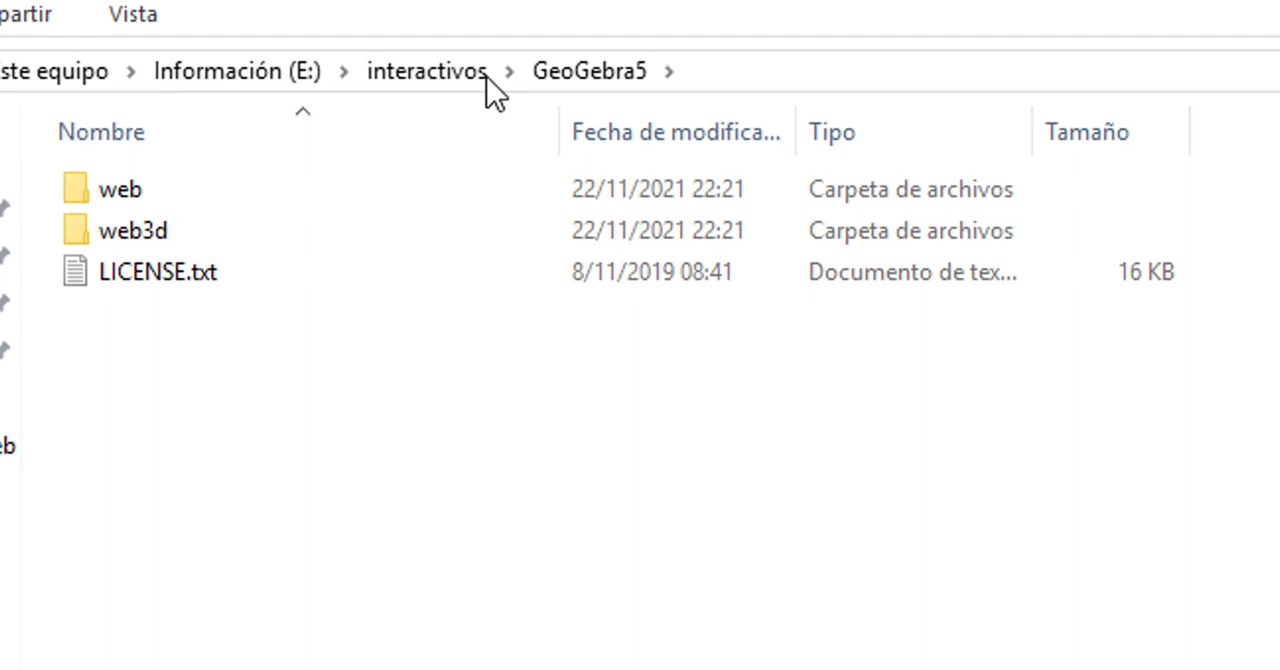 partir Vista
ste equipo > Información (E:) > interactivos > GeoGebra5 >
Nombre Fecha de modifica... Tipo Tamaño
web 22/11/2021 22:21 Carpeta de archivos
web3d 22/11/2021 22:21 Carpeta de archivos
LICENSE.txt 8/11/2019 08:41 Documento de tex... 16 KB
eb